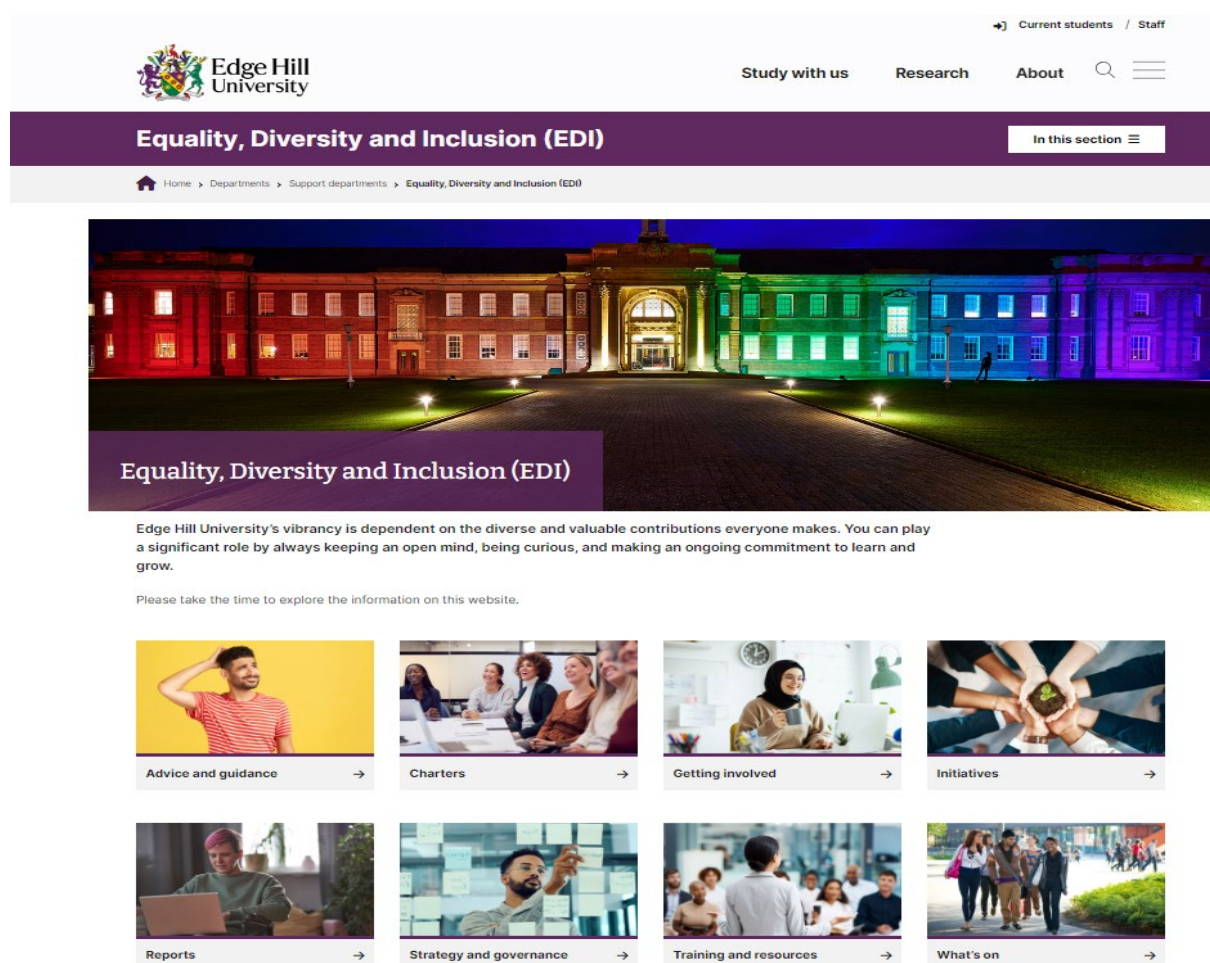 Current students / Staff
Edge Hill
University
Study with us
Research
About
Equality, Diversity and Inclusion (EDI)
In this section
Home > Departments > Support departments > Equality, Diversity and Inclusion (EDI)
Equality, Diversity and Inclusion (EDI)
Edge Hill University’s vibrancy is dependent on the diverse and valuable contributions everyone makes. You can play
a significant role by always keeping an open mind, being curious, and making an ongoing commitment to learn and
grow.
Please take the time to explore the information on this website.
Advice and guidance →
Charters →
Getting involved →
Initiatives →
Reports →
Strategy and governance →
Training and resources →
What's on →